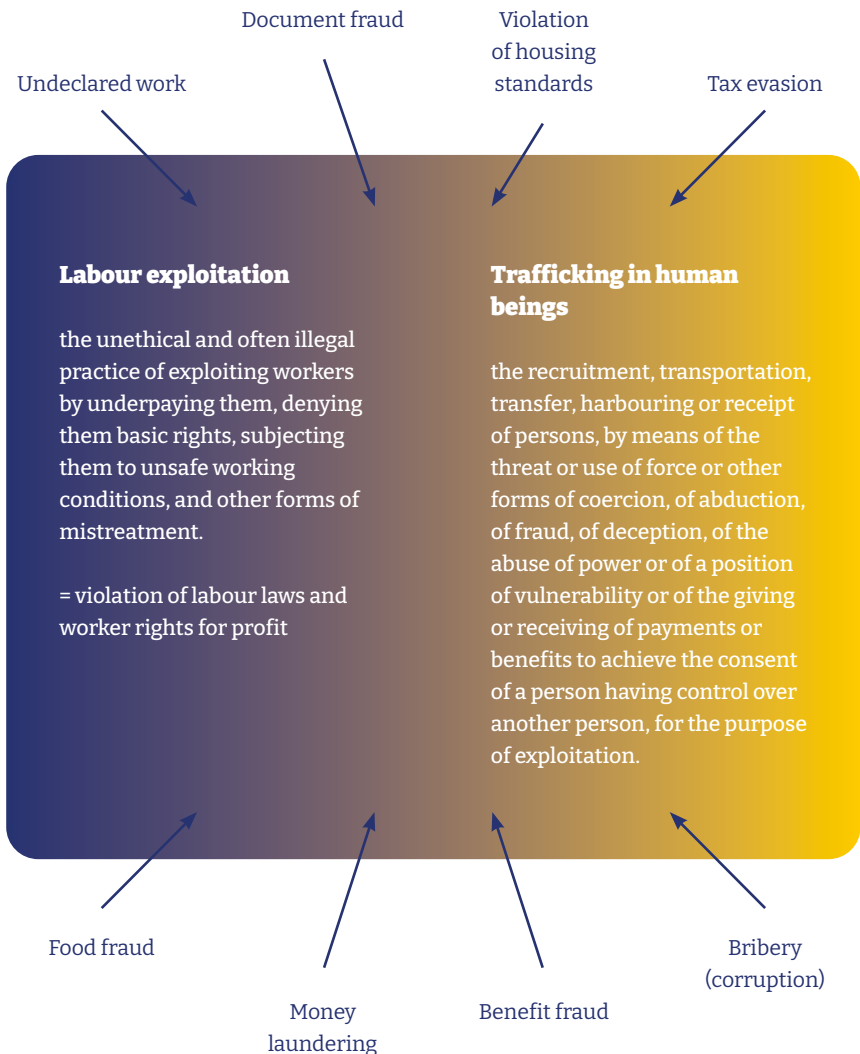 Document fraud
Violation
of housing
standards
Undeclared work
Tax evasion
Labour exploitation
the unethical and often illegal
practice of exploiting workers
by underpaying them, denying
them basic rights, subjecting
them to unsafe working
conditions, and other forms of
mistreatment.
= violation of labour laws and
worker rights for profit
Trafficking in human
beings
the recruitment, transportation,
transfer, harbouring or receipt
of persons, by means of the
threat or use of force or other
forms of coercion, of abduction,
of fraud, of deception, of the
abuse of power or of a position
of vulnerability or of the giving
or receiving of payments or
benefits to achieve the consent
of a person having control over
another person, for the purpose
of exploitation.
Food fraud
Money
laundering
Benefit fraud
Bribery
(corruption)